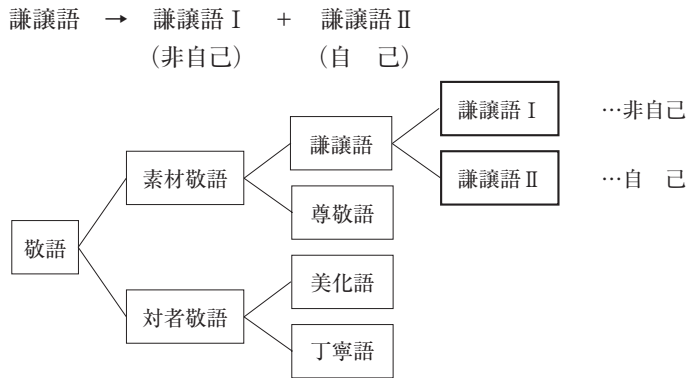 謙譲語 → 謙譲語Ⅰ + 謙譲語Ⅱ
(非自己) (自 己)
謙譲語Ⅰ …非自己
謙譲語
謙譲語Ⅱ …自 己
素材敬語
尊敬語
敬語
美化語
対者敬語
丁寧語